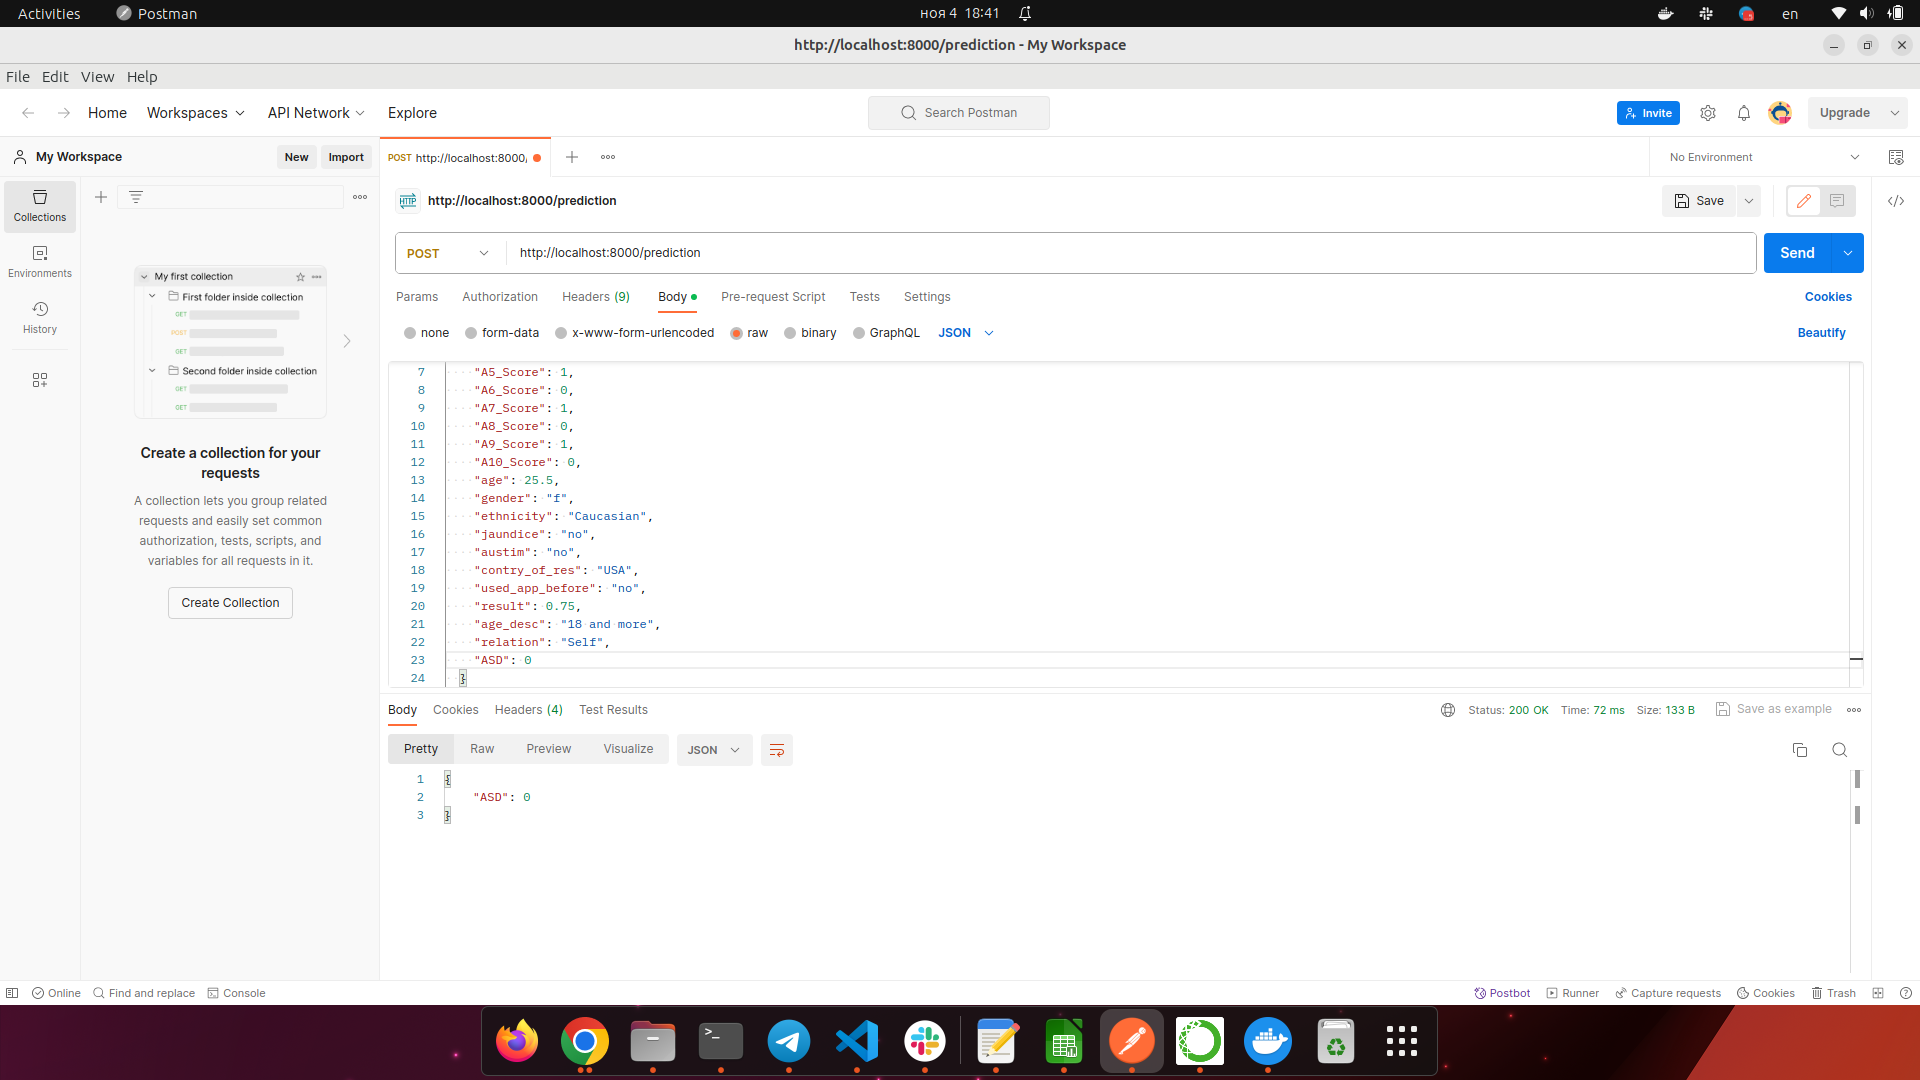 Activities
Postman
ноя 4 18:41
en
http://localhost:8000/prediction - My Workspace
File Edit View Help
Home Workspaces API Network Explore
Search Postman
Invite
Upgrade
My Workspace
New Import
POST http://localhost:8000/
No Environment
Collections
Environments
History
My first collection
First folder inside collection
GET
POST
GET
Second folder inside collection
GET
GET
Create a collection for your
requests
A collection lets you group related
requests and easily set common
authorization, tests, scripts, and
variables for all requests in it.
Create Collection
HTTP http://localhost:8000/prediction
Save
POST http://localhost:8000/prediction
Send
Params Authorization Headers (9) Body Pre-request Script Tests Settings
Cookies
none form-data x-www-form-urlencoded raw binary GraphQL JSON
Beautify
7 "A5_Score": 1,
8 "A6_Score": 0,
9 "A7_Score": 1,
10 "A8_Score": 0,
11 "A9_Score": 1,
12 "A10_Score": 0,
13 "age": 25.5,
14 "gender": "f",
15 "ethnicity": "Caucasian",
16 "jaundice": "no",
17 "austim": "no",
18 "contry_of_res": "USA",
19 "used_app_before": "no",
20 "result": 0.75,
21 "age_desc": "18 and more",
22 "relation": "Self",
23 "ASD": 0
24 }
Body Cookies Headers (4) Test Results
Status: 200 OK Time: 72 ms Size: 133 B
Save as example
Pretty Raw Preview Visualize JSON
1 {
2 "ASD": 0
3 }
Online Find and replace Console
Postbot Runner Capture requests Cookies Trash